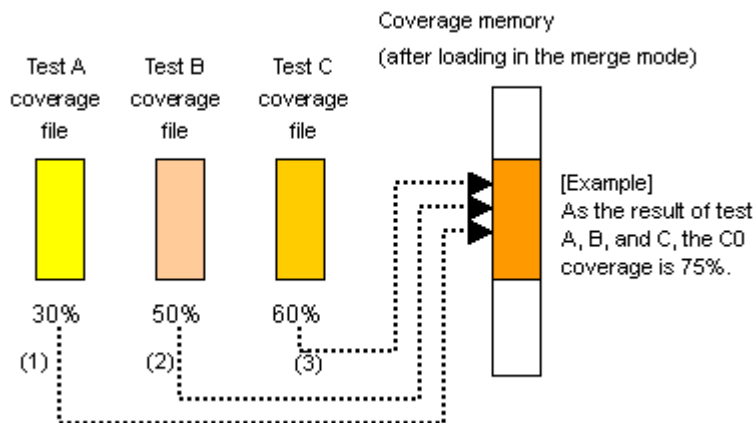 Coverage memory
(after loading in the merge mode)
Test A
coverage
file
Test B
coverage
file
Test C
coverage
file
[Example]
As the result of test
A, B, and C, the C0
coverage is 75%.
30%
50%
60%
(1)
(2)
(3)